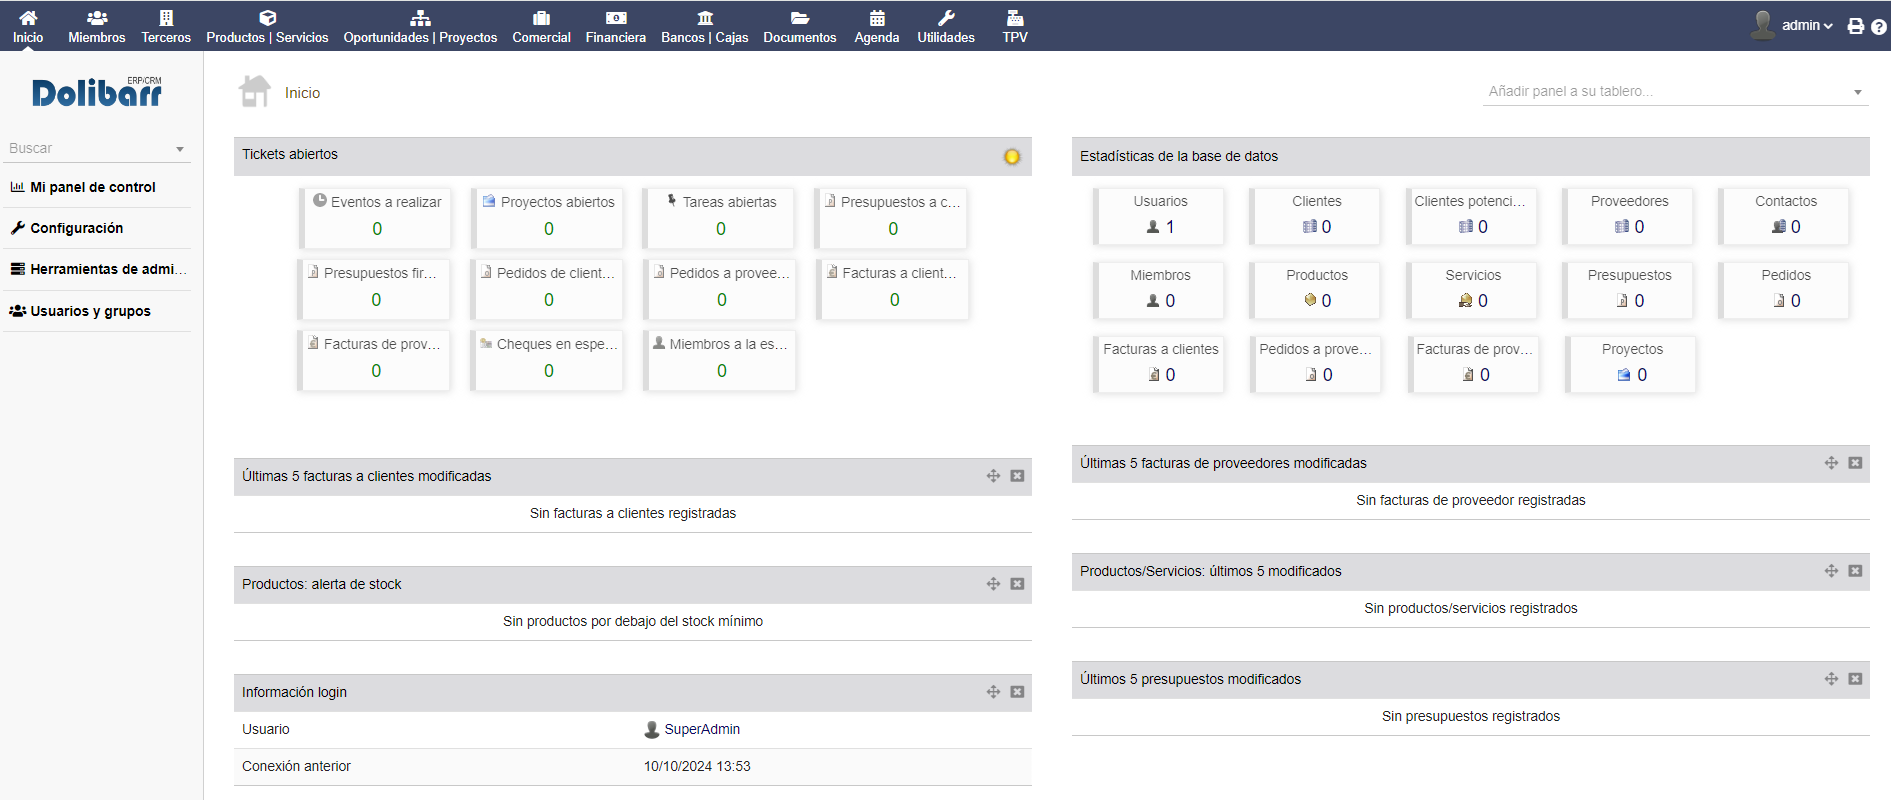 Inicio
Miembros
Terceros
Productos | Servicios
Oportunidades | Proyectos
Comercial
Financiera
Bancos | Cajas
Documentos
Agenda
Utilidades
TPV
admin
Dolibarr ERP/CRM
Buscar
Mi panel de control
Configuración
Herramientas de admi...
Usuarios y grupos
Inicio
Añadir panel a su tablero...
Tickets abiertos
Eventos a realizar
0
Proyectos abiertos
0
Tareas abiertas
0
Presupuestos a c...
0
Presupuestos fir...
0
Pedidos de client...
0
Pedidos a provee...
0
Facturas a client...
0
Facturas de prov...
0
Cheques en espe...
0
Miembros a la es...
0
Últimas 5 facturas a clientes modificadas
Sin facturas a clientes registradas
Productos: alerta de stock
Sin productos por debajo del stock mínimo
Información login
Usuario SuperAdmin
Conexión anterior 10/10/2024 13:53
Estadísticas de la base de datos
Usuarios
1
Clientes
0
Clientes potenci...
0
Proveedores
0
Contactos
0
Miembros
0
Productos
0
Servicios
0
Presupuestos
0
Pedidos
0
Facturas a clientes
0
Pedidos a prove...
0
Facturas de prov...
0
Proyectos
0
Últimas 5 facturas de proveedores modificadas
Sin facturas de proveedor registradas
Productos/Servicios: últimos 5 modificados
Sin productos/servicios registrados
Últimos 5 presupuestos modificados
Sin presupuestos registrados